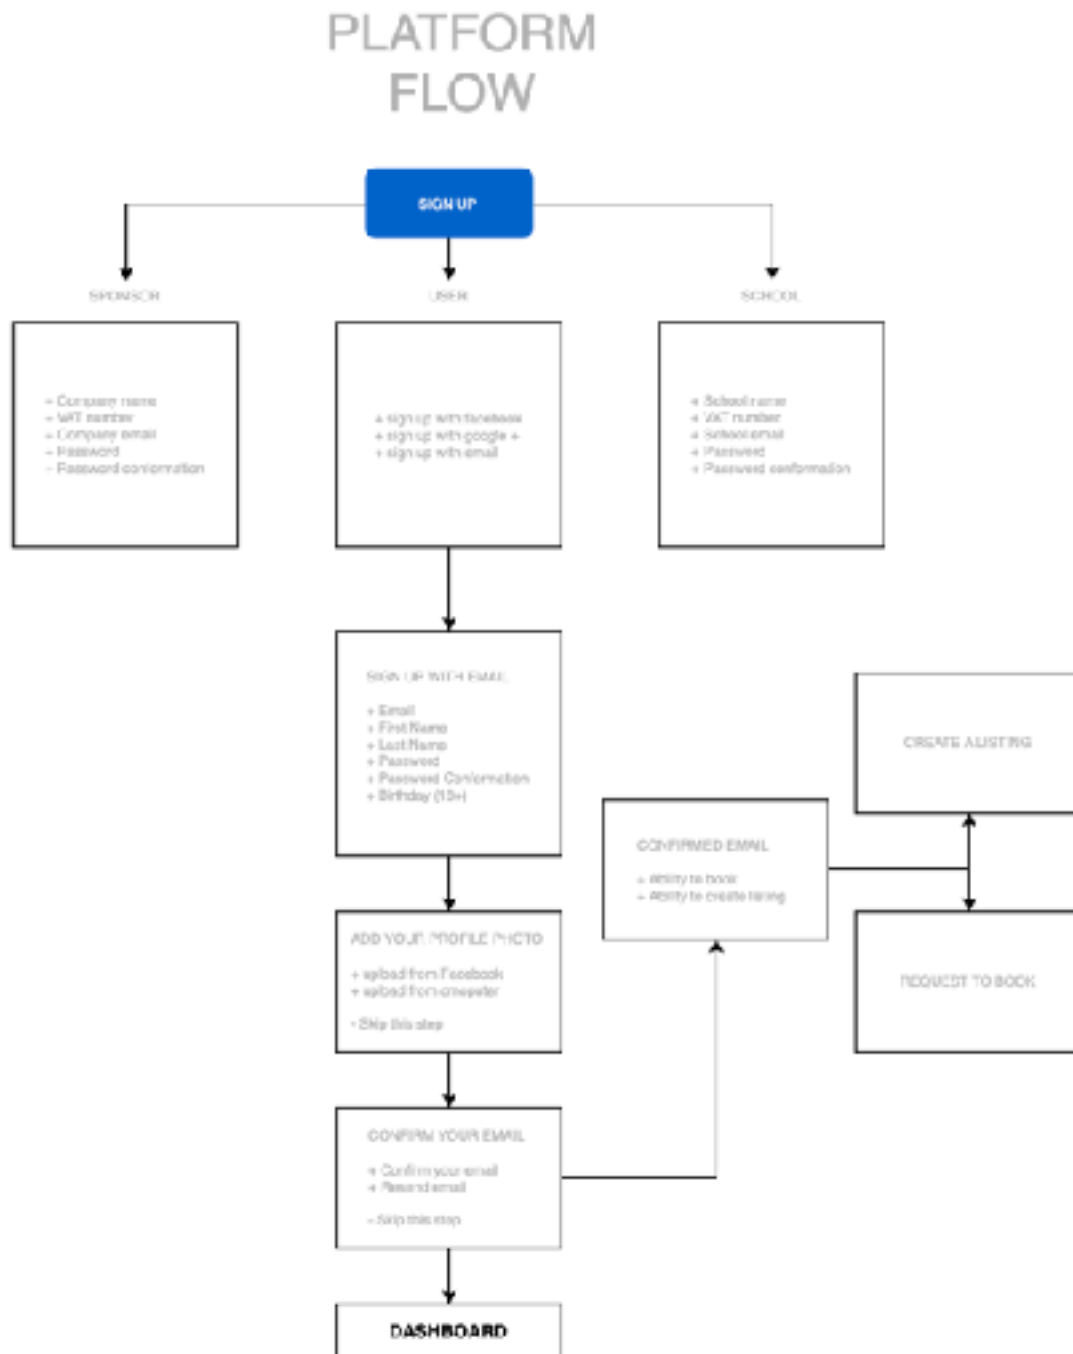 PLATFORM
FLOW
SIGN UP
SPONSOR
USER
SCHOOL
- Company name
- VAT number
- Company email
- Password
- Password conformation
+ sign up with facebook
+ sign up with google +
+ sign up with email
+ School name
+ VAT number
+ School email
+ Password
+ Password conformation
SIGN UP WITH EMAIL
+ Email
+ First Name
+ Last Name
+ Password
+ Password Conformation
+ Birthday
CREATE A LISTING
CONFIRMED EMAIL
+ Ability to book
+ Ability to create listing
ADD YOUR PROFILE PHOTO
+ upload from Facebook
+ upload from
- Skip this step
REQUEST TO BOOK
CONFIRM YOUR EMAIL
+ Confirm your email
+ Resend email
- Skip this step
DASHBOARD